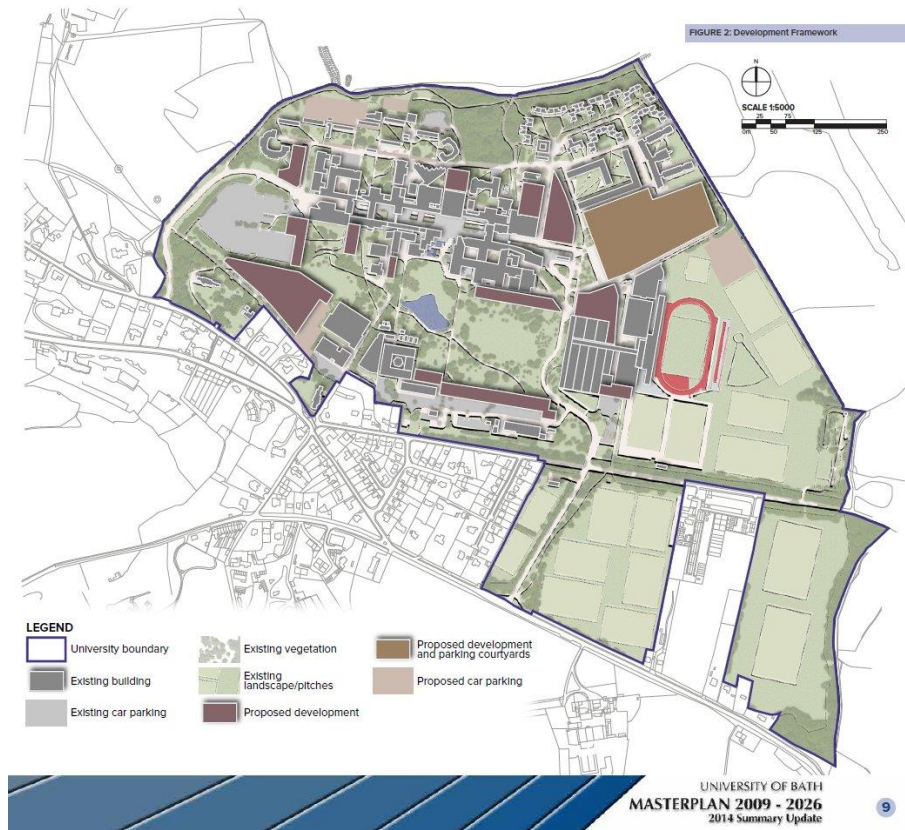 FIGURE 2: Development Framework
N
SCALE 1:5000
25 75
0m 50 125 250
LEGEND
University boundary
Existing building
Existing car parking
Existing vegetation
Existing
landscape/pitches
Proposed development
Proposed development
and parking courtyards
Proposed car parking
UNIVERSITY OF BATH
MASTERPLAN 2009 - 2026
2014 Summary Update
9